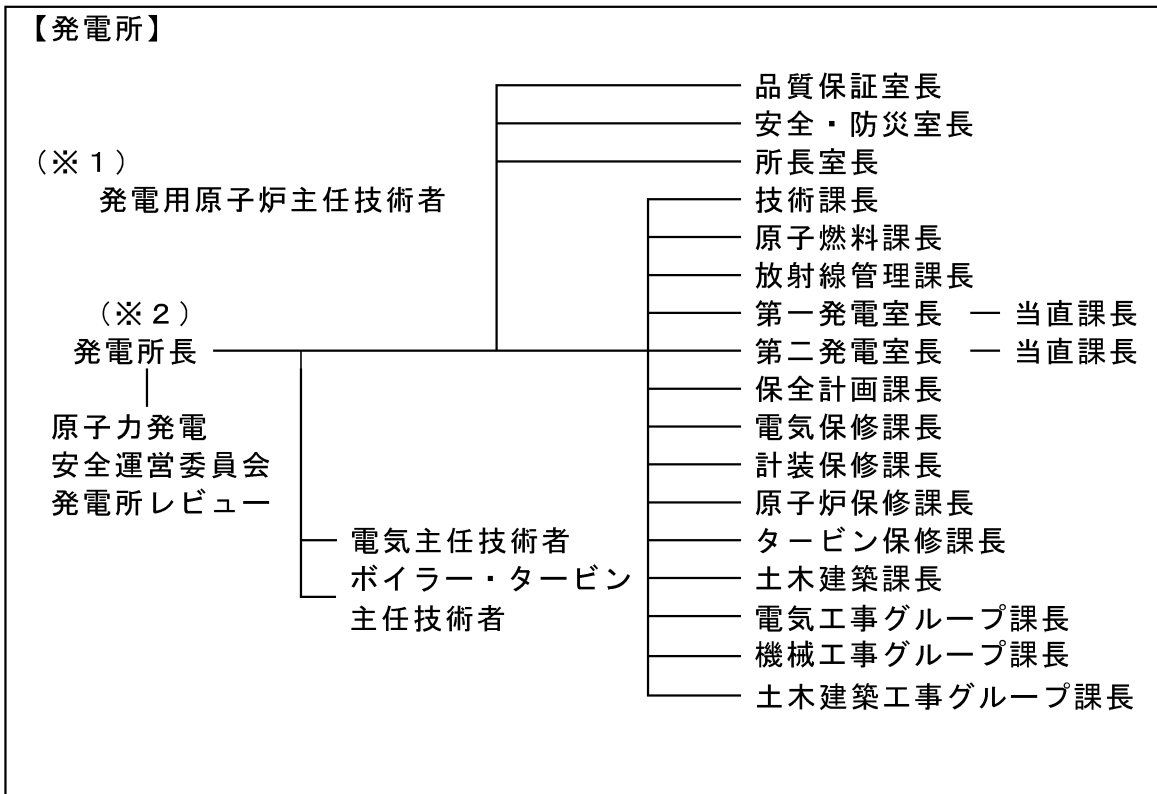 【発電所】
品質保証室長
安全・防災室長
(※１)
所長室長
発電用原子炉主任技術者
技術課長
原子燃料課長
放射線管理課長
(※２)
第一発電室長 ― 当直課長
発電所長
第二発電室長 ― 当直課長
保全計画課長
原子力発電
電気保修課長
安全運営委員会
計装保修課長
発電所レビュー
原子炉保修課長
電気主任技術者
タービン保修課長
ボイラー・タービン
土木建築課長
主任技術者
電気工事グループ課長
機械工事グループ課長
土木建築工事グループ課長